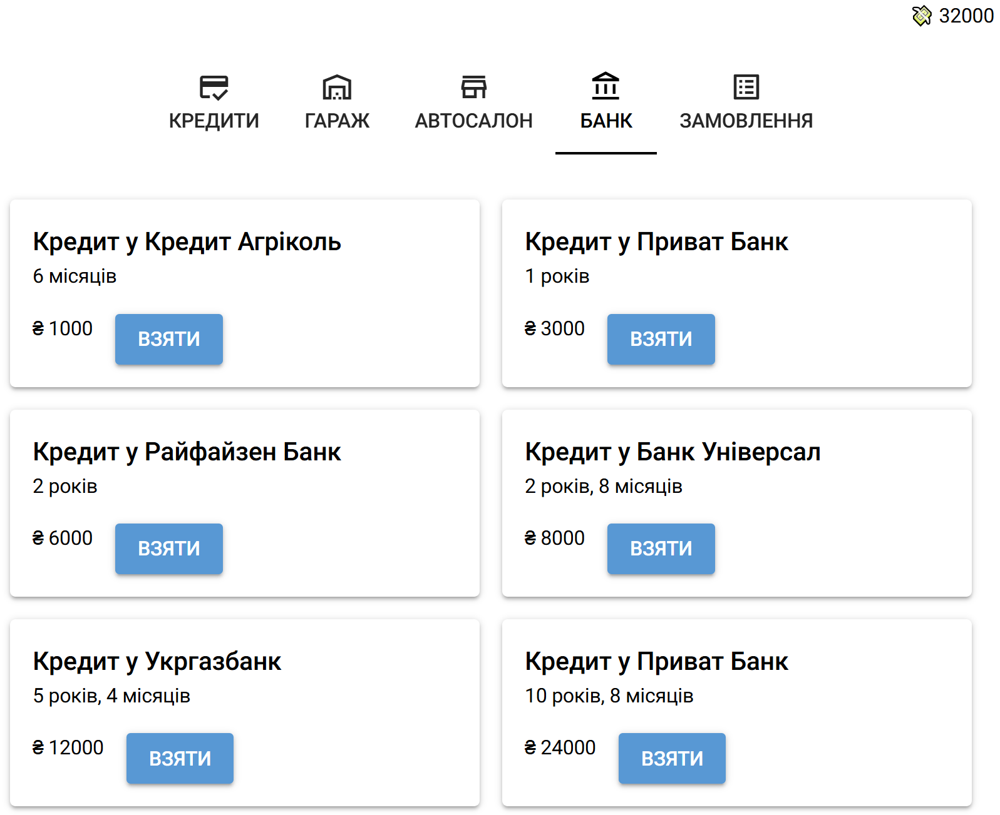 32000
КРЕДИТИ ГАРАЖ АВТОСАЛОН БАНК ЗАМОВЛЕННЯ
Кредит у Кредит Агріколь
6 місяців
₴ 1000 ВЗЯТИ
Кредит у Приват Банк
1 років
₴ 3000 ВЗЯТИ
Кредит у Райфайзен Банк
2 років
₴ 6000 ВЗЯТИ
Кредит у Банк Універсал
2 років, 8 місяців
₴ 8000 ВЗЯТИ
Кредит у Укргазбанк
5 років, 4 місяців
₴ 12000 ВЗЯТИ
Кредит у Приват Банк
10 років, 8 місяців
₴ 24000 ВЗЯТИ